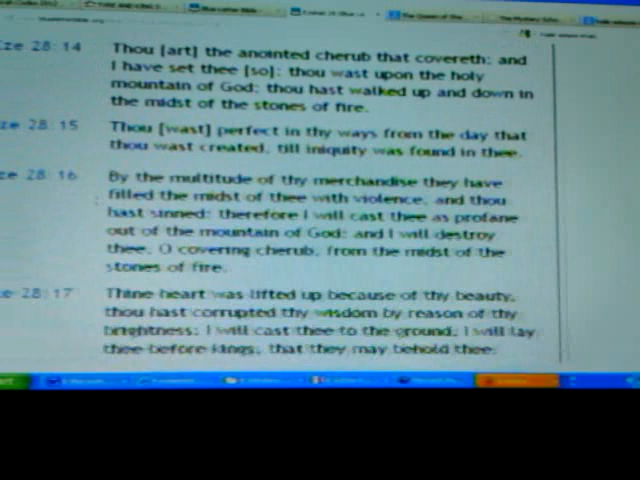 Blue Letter Bible
ze 28:14 Thou [art] the anointed cherub that covereth; and
I have set thee [so]: thou wast upon the holy
mountain of God; thou hast walked up and down in
the midst of the stones of fire.
ze 28:15 Thou [wast] perfect in thy ways from the day that
thou wast created, till iniquity was found in thee.
ze 28:16 By the multitude of thy merchandise they have
filled the midst of thee with violence, and thou
hast sinned: therefore I will cast thee as profane
out of the mountain of God: and I will destroy
thee, O covering cherub, from the midst of the
stones of fire.
ze 28:17 Thine heart was lifted up because of thy beauty,
thou hast corrupted thy wisdom by reason of thy
brightness: I will cast thee to the ground, I will lay
thee before kings, that they may behold thee.